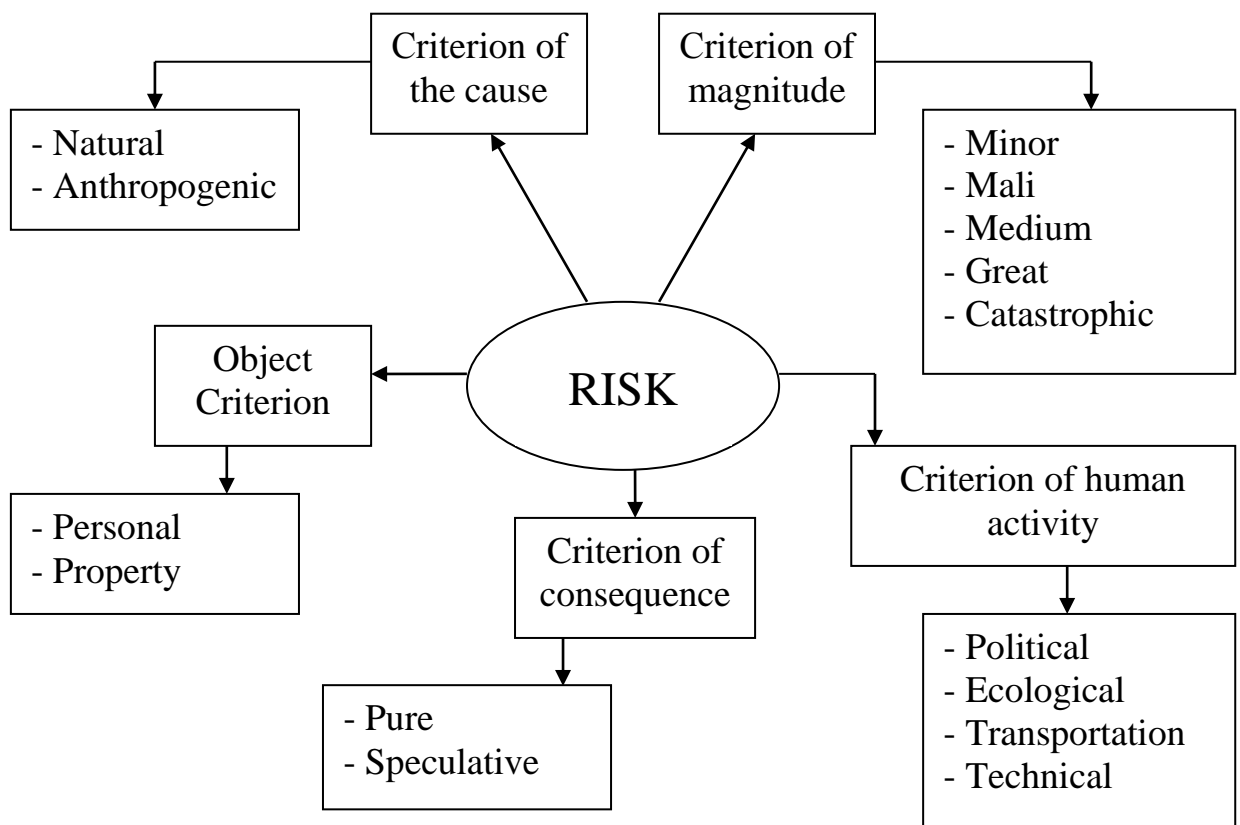 Criterion of
the cause
Criterion of
magnitude
- Natural
- Anthropogenic
- Minor
- Mali
- Medium
- Great
- Catastrophic
Object
Criterion
RISK
- Personal
- Property
Criterion of human
activity
Criterion of
consequence
- Pure
- Speculative
- Political
- Ecological
- Transportation
- Technical